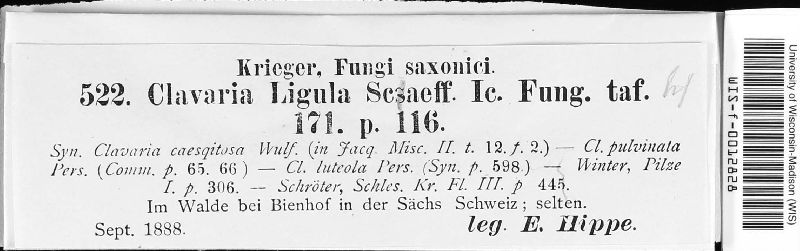 Krieger, Fungi saxonici.
522. Clavaria Ligula Scaeff. Ic. Fung. taf.
171. p. 116.
Syn. Clavaria caesqitosa Wulf. (in Jacq. Misc. II. t. 12. f. 2.) — Cl. pulvinata
Pers. (Comm. p. 65. 66) — Cl. luteola Pers. (Syn. p. 598.) — Winter, Pilze
I. p. 306. — Schröter, Schles. Kr. Fl. III. p 445.
Im Walde bei Bienhof in der Sächs Schweiz; selten.
Sept. 1888. leg. E. Hippe.
University of Wisconsin-Madison (WIS)
WIS-f-0012828